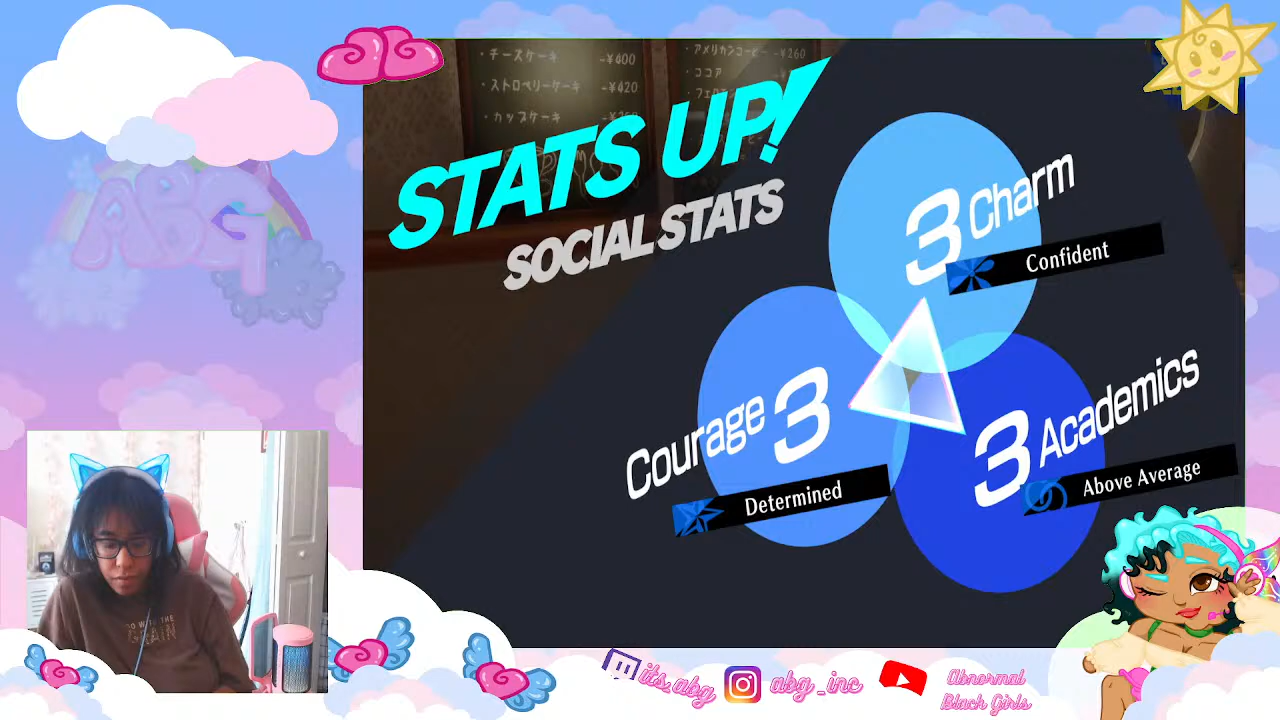 ABG
・チーズケーキ -¥400
・ストロベリーケーキ -¥420
・カップケーキ
・アメリカンコーヒー -¥260
・ココア
STATS UP!
SOCIAL STATS
3 Charm
Confident
Courage 3
Determined
3 Academics
Above Average
its_abg
abg_inc
Abnormal
Black Girls